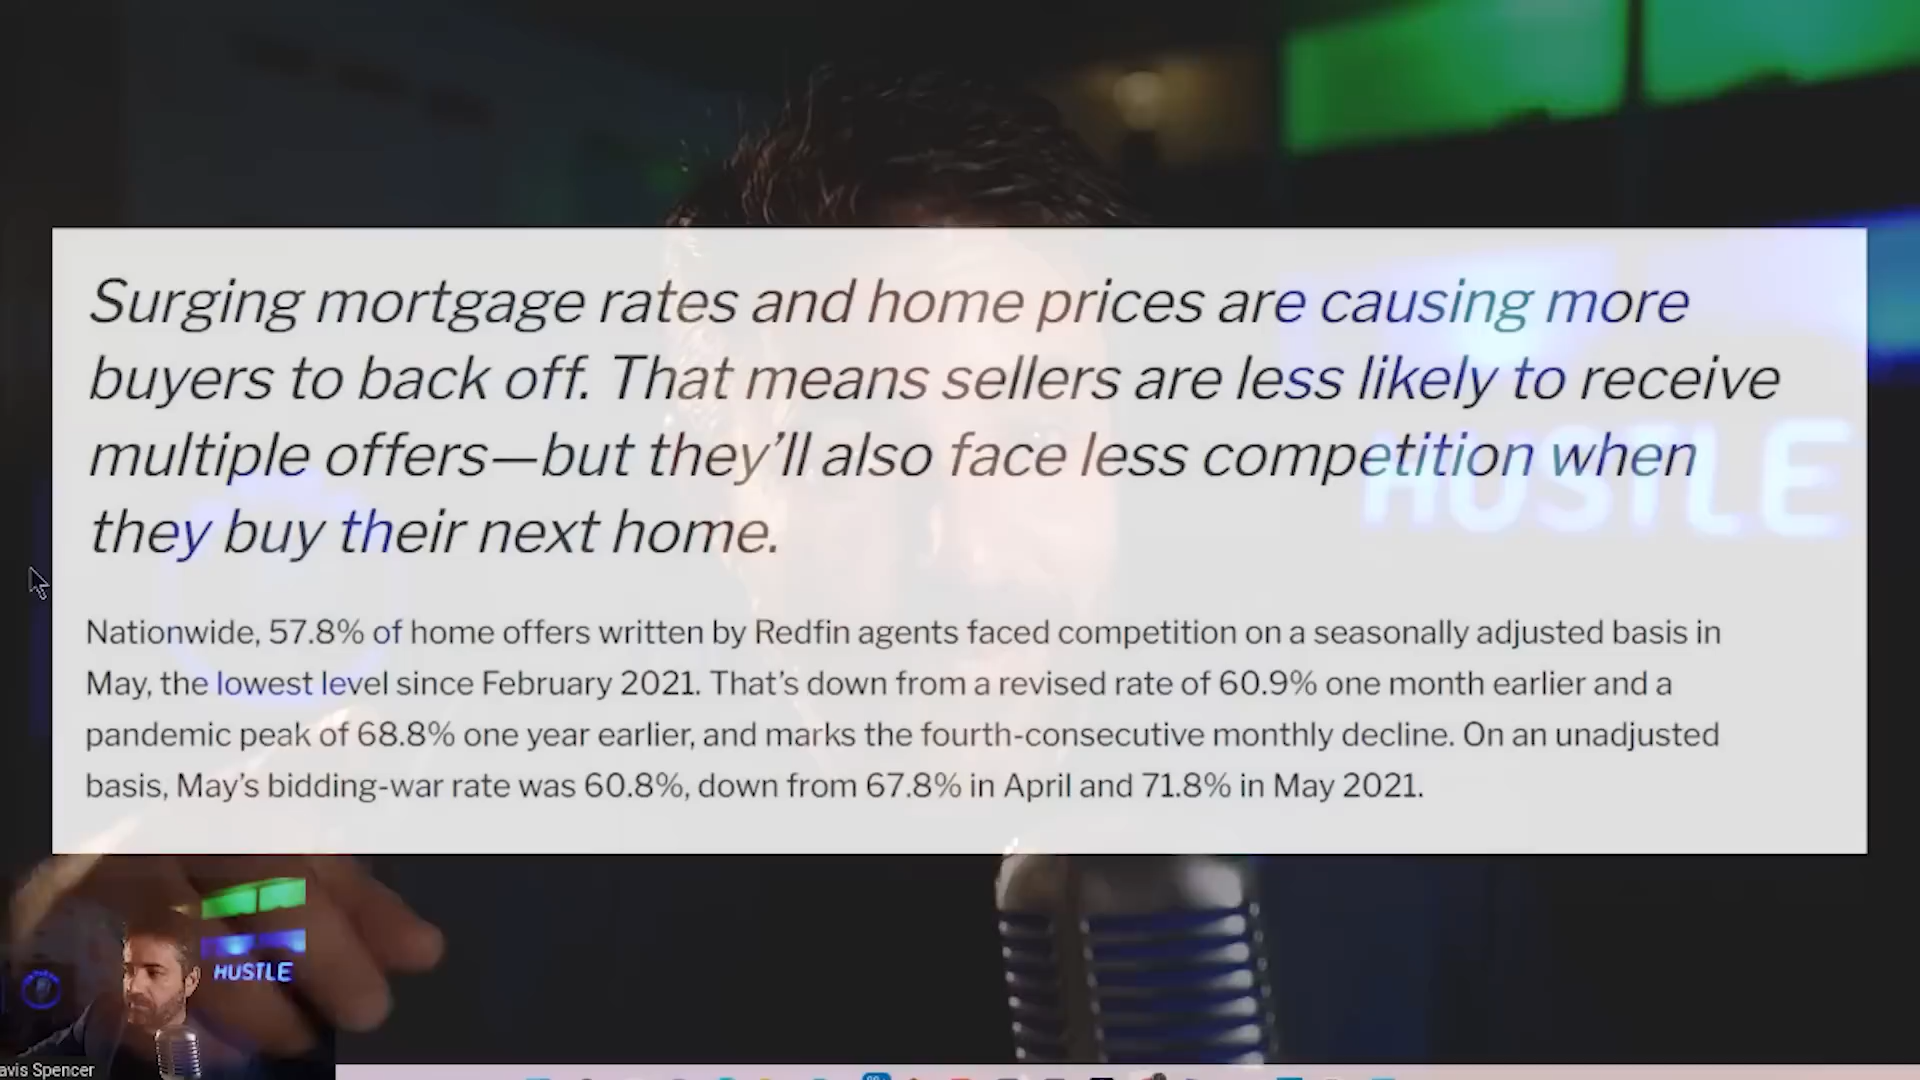 Surging mortgage rates and home prices are causing more
buyers to back off. That means sellers are less likely to receive
multiple offers—but they’ll also face less competition when
they buy their next home.
HUSTLE
Nationwide, 57.8% of home offers written by Redfin agents faced competition on a seasonally adjusted basis in
May, the lowest level since February 2021. That’s down from a revised rate of 60.9% one month earlier and a
pandemic peak of 68.8% one year earlier, and marks the fourth-consecutive monthly decline. On an unadjusted
basis, May’s bidding-war rate was 60.8%, down from 67.8% in April and 71.8% in May 2021.
HUSTLE
avis Spencer